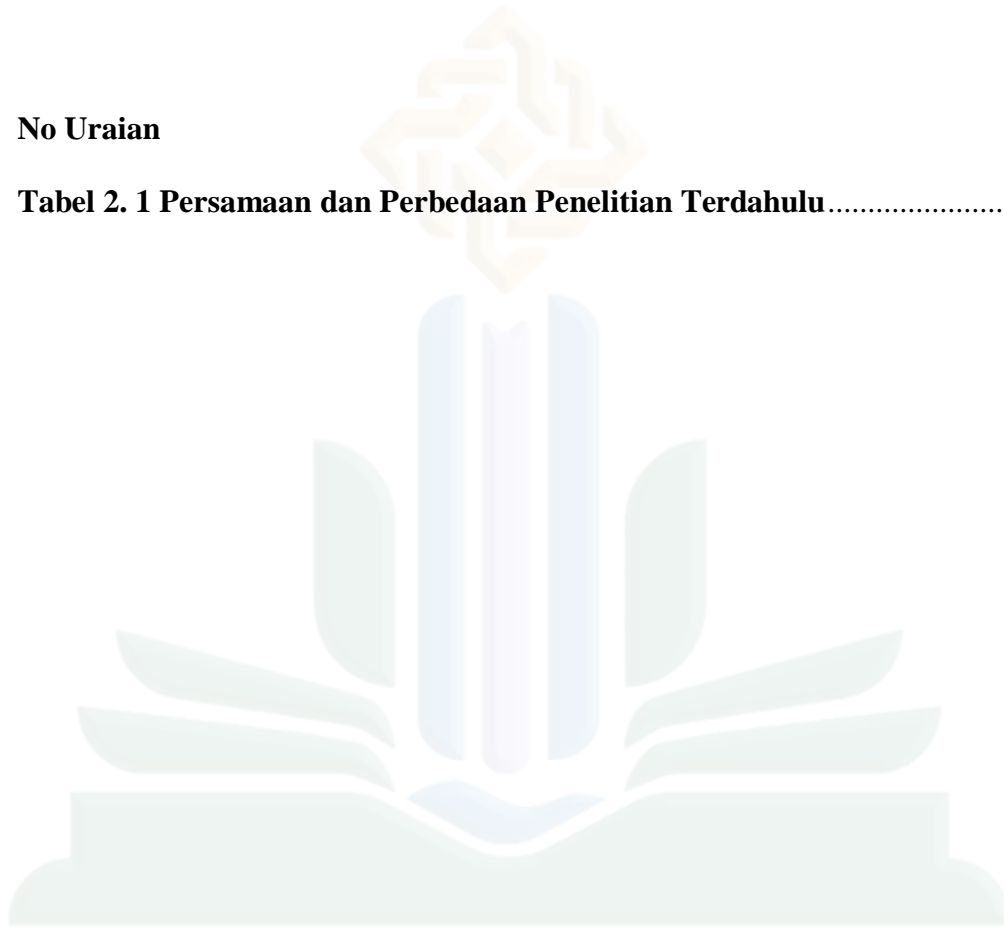 No Uraian
Tabel 2. 1 Persamaan dan Perbedaan Penelitian Terdahulu......................